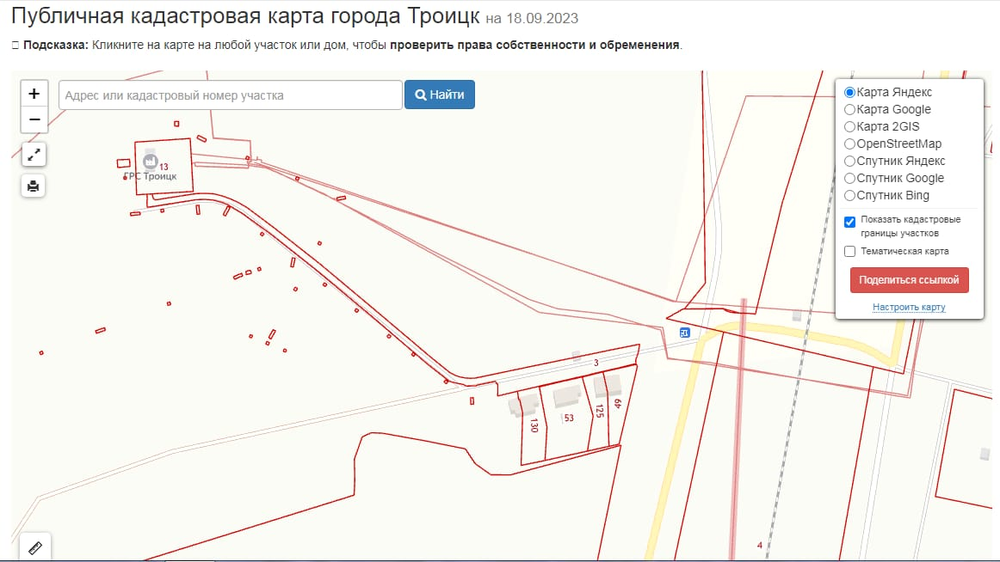 Публичная кадастровая карта города Троицк на 18.09.2023
Подсказка: Кликните на карте на любой участок или дом, чтобы проверить права собственности и обременения.
+
Адрес или кадастровый номер участка
Найти
−
Карта Яндекс
Карта Google
Карта 2GIS
OpenStreetMap
Спутник Яндекс
Спутник Google
Спутник Bing
Показать кадастровые
границы участков
Тематическая карта
Поделиться ссылкой
Настроить карту
13
ГРС Троицк
3
130
53
125
49
4